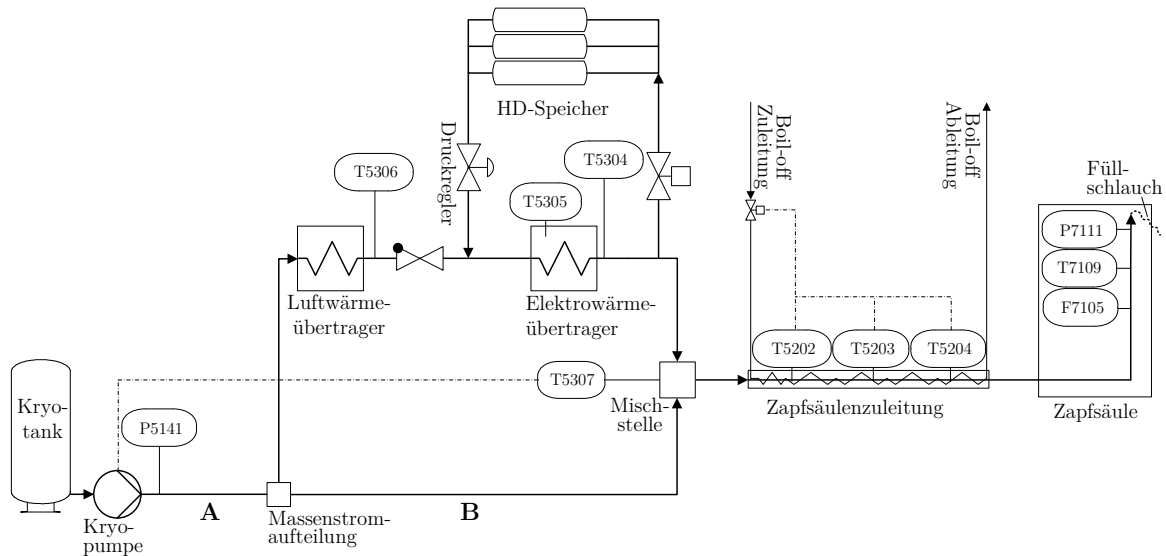 HD-Speicher
Druckregler
T5306
T5304
T5305
Boil-off
Zuleitung
Boil-off
Ableitung
Füll-
schlauch
P7111
T7109
F7105
Luftwärme-
übertrager
Elektrowärme-
übertrager
T5202
T5203
T5204
T5307
Misch-
stelle
Zapfsäulenzuleitung
Zapfsäule
Kryo-
tank
P5141
A
B
Kryo-
pumpe
Massenstrom-
aufteilung